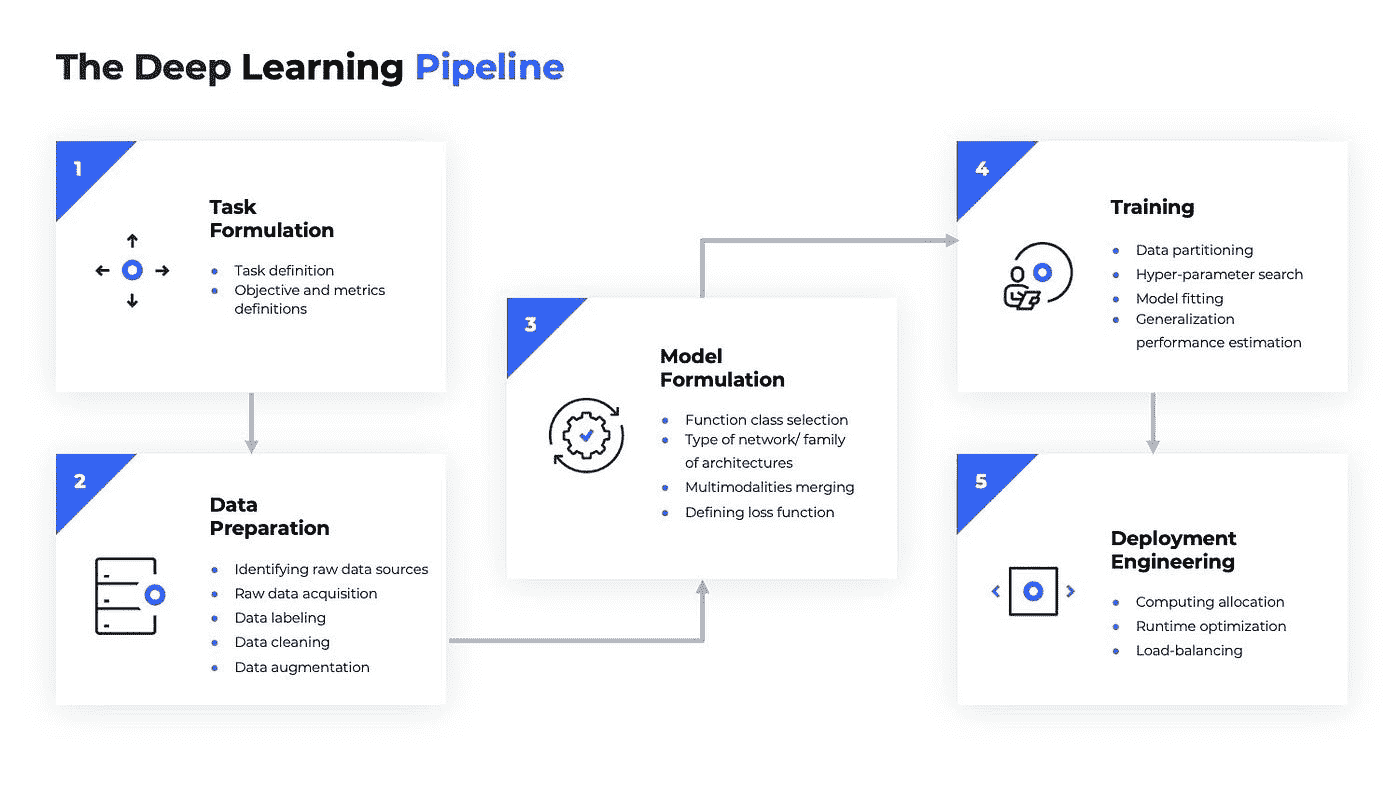 The Deep Learning Pipeline
1
Task
Formulation
Task definition
Objective and metrics
definitions
2
Data
Preparation
Identifying raw data sources
Raw data acquisition
Data labeling
Data cleaning
Data augmentation
3
Model
Formulation
Function class selection
Type of network/ family
of architectures
Multimodalities merging
Defining loss function
4
Training
Data partitioning
Hyper-parameter search
Model fitting
Generalization
performance estimation
5
Deployment
Engineering
Computing allocation
Runtime optimization
Load-balancing